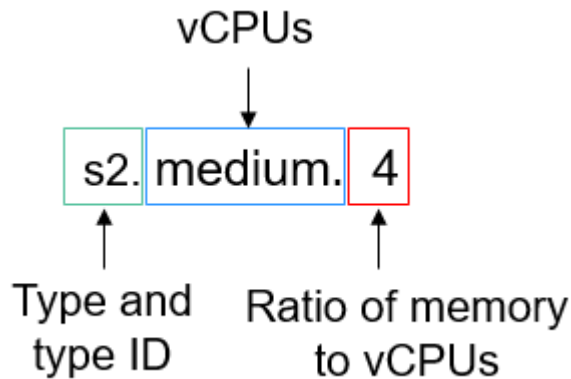 vCPUs
s2. medium. 4
Type and
type ID
Ratio of memory
to vCPUs